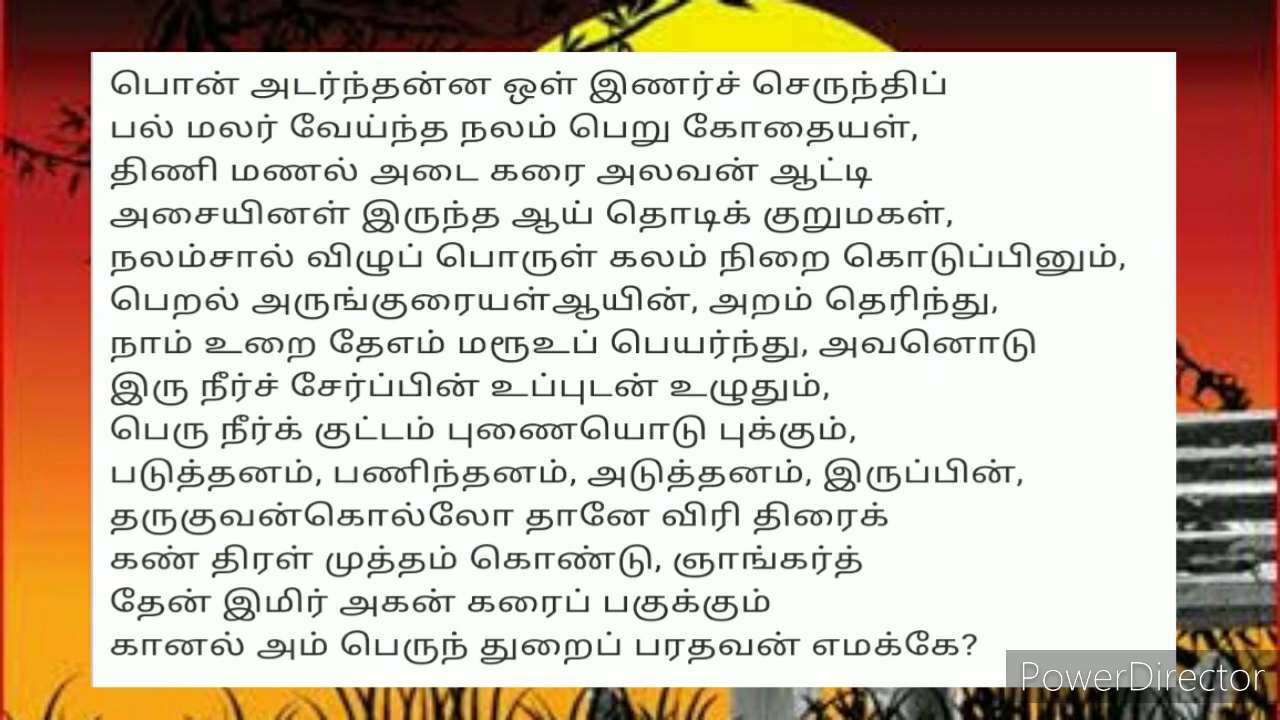 பொன் அடர்ந்தன்ன ஒள் இணர்ச் செருந்திப்
பல் மலர் வேய்ந்த நலம் பெறு கோதையள்,
திணி மணல் அடை கரை அலவன் ஆட்டி
அசையினள் இருந்த ஆய் தொடிக் குறுமகள்,
நலம்சால் விழுப் பொருள் கலம் நிறை கொடுப்பினும்,
பெறல் அருங்குரையள்ஆயின், அறம் தெரிந்து,
நாம் உறை தேஎம் மரூஉப் பெயர்ந்து, அவனொடு
இரு நீர்ச் சேர்ப்பின் உப்புடன் உழுதும்,
பெரு நீர்க் குட்டம் புணையொடு புக்கும்,
படுத்தனம், பணிந்தனம், அடுத்தனம், இருப்பின்,
தருகுவன்கொல்லோ தானே விரி திரைக்
கண் திரள் முத்தம் கொண்டு, ஞாங்கர்த்
தேன் இமிர் அகன் கரைப் பகுக்கும்
கானல் அம் பெருந் துறைப் பரதவன் எமக்கே?
PowerDirector